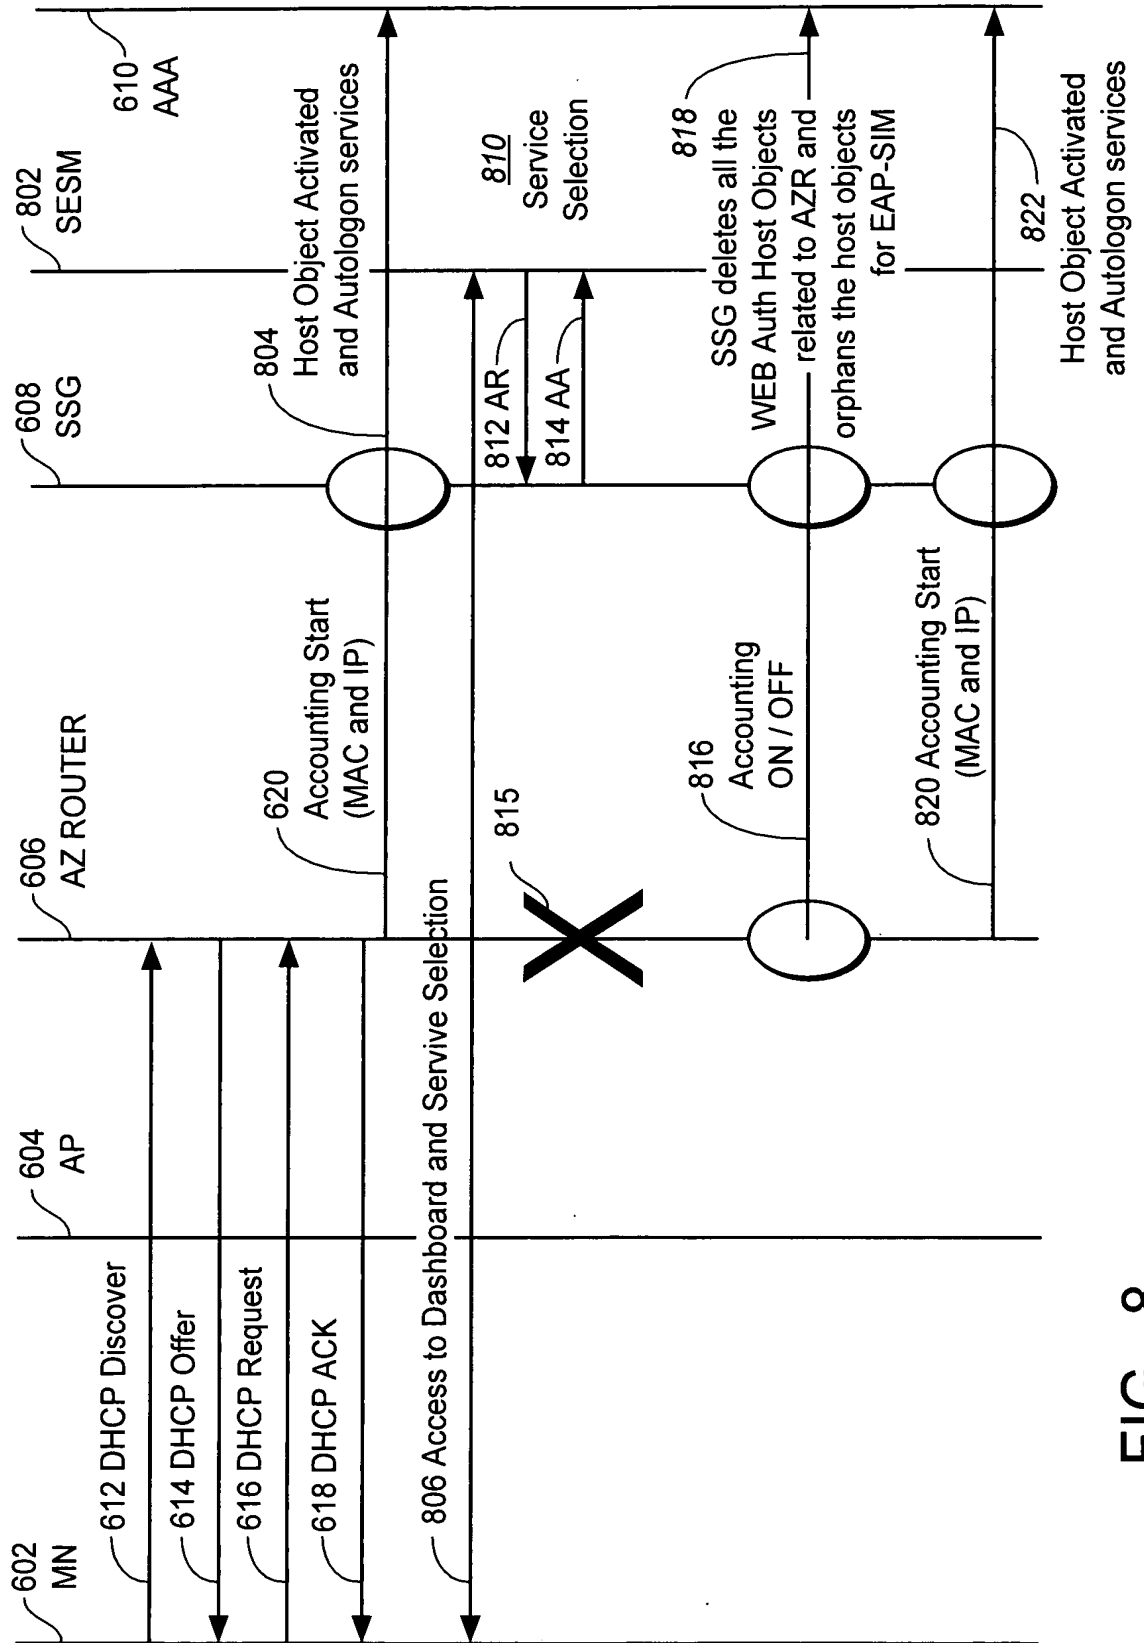 602
MN
604
AP
606
AZ ROUTER
608
SSG
802
SESM
610
AAA
612 DHCP Discover
614 DHCP Offer
616 DHCP Request
618 DHCP ACK
620
Accounting Start
(MAC and IP)
804
Host Object Activated
and Autologon services
806 Access to Dashboard and Servive Selection
812 AR
814 AA
810
Service
Selection
815
816
Accounting
ON / OFF
818
SSG deletes all the
WEB Auth Host Objects
related to AZR and
orphans the host objects
for EAP-SIM
820 Accounting Start
(MAC and IP)
822
Host Object Activated
and Autologon services
FIG. 8